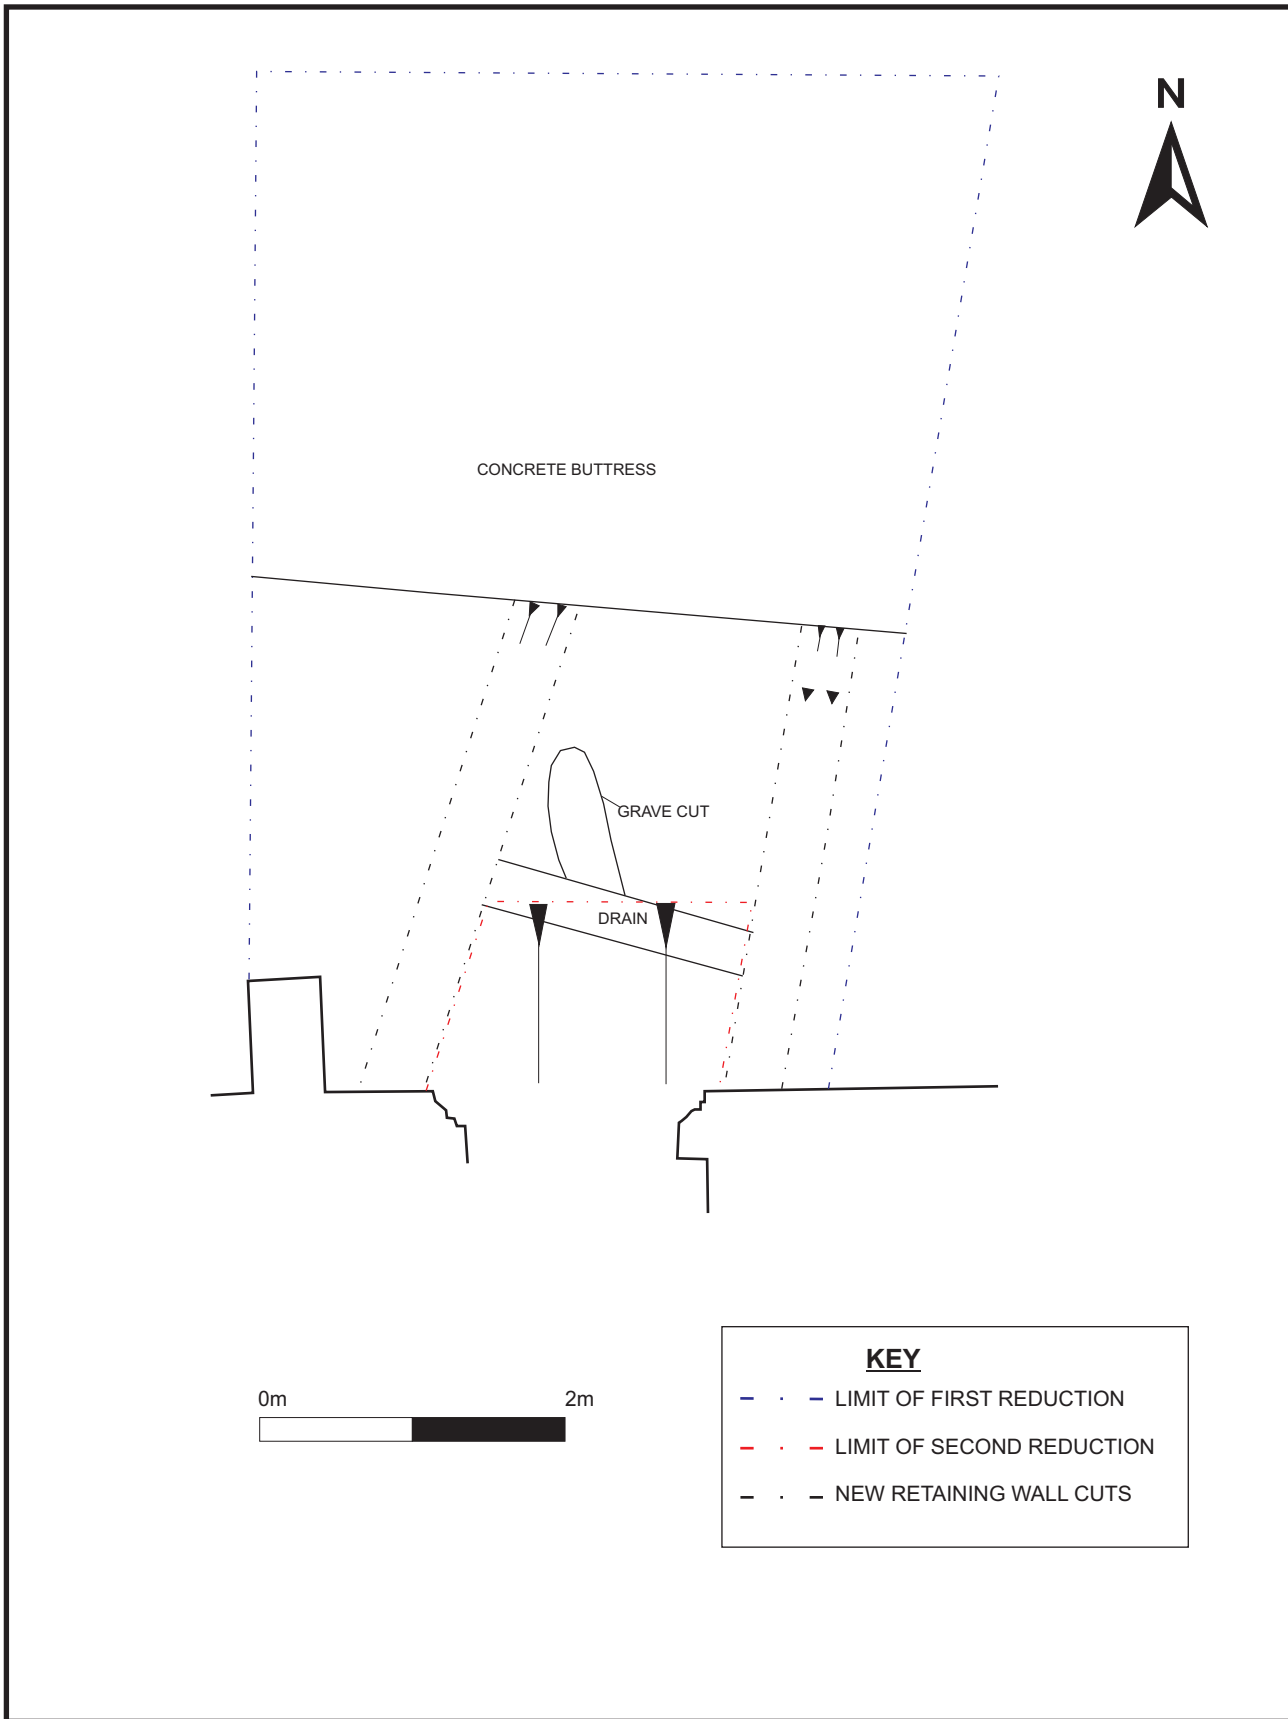 N
CONCRETE BUTTRESS
GRAVE CUT
DRAIN
0m 2m
KEY
LIMIT OF FIRST REDUCTION
LIMIT OF SECOND REDUCTION
NEW RETAINING WALL CUTS